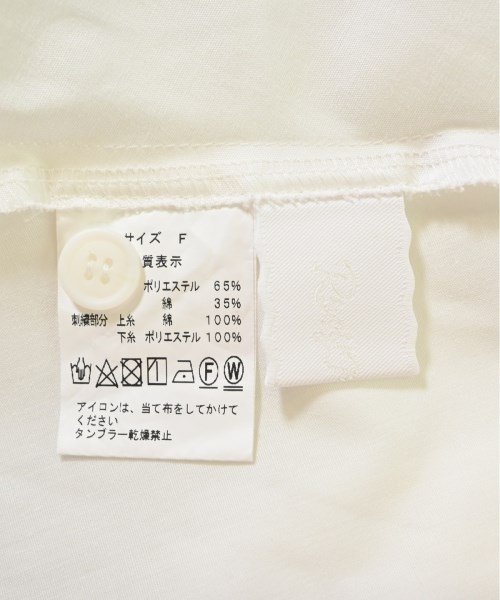 サイズ F
質表示
ポリエステル 65%
綿 35%
刺繍部分 上糸 綿 100%
下糸 ポリエステル 100%
F W
アイコンは、当て布をしてかけて
ください
タンブラー乾燥禁止